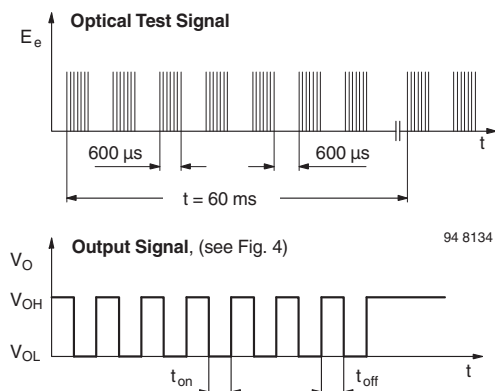 Optical Test Signal
E_e
600 µs
600 µs
t
t = 60 ms
94 8134
Output Signal, (see Fig. 4)
V_O
V_OH
V_OL
t_on
t_off
t